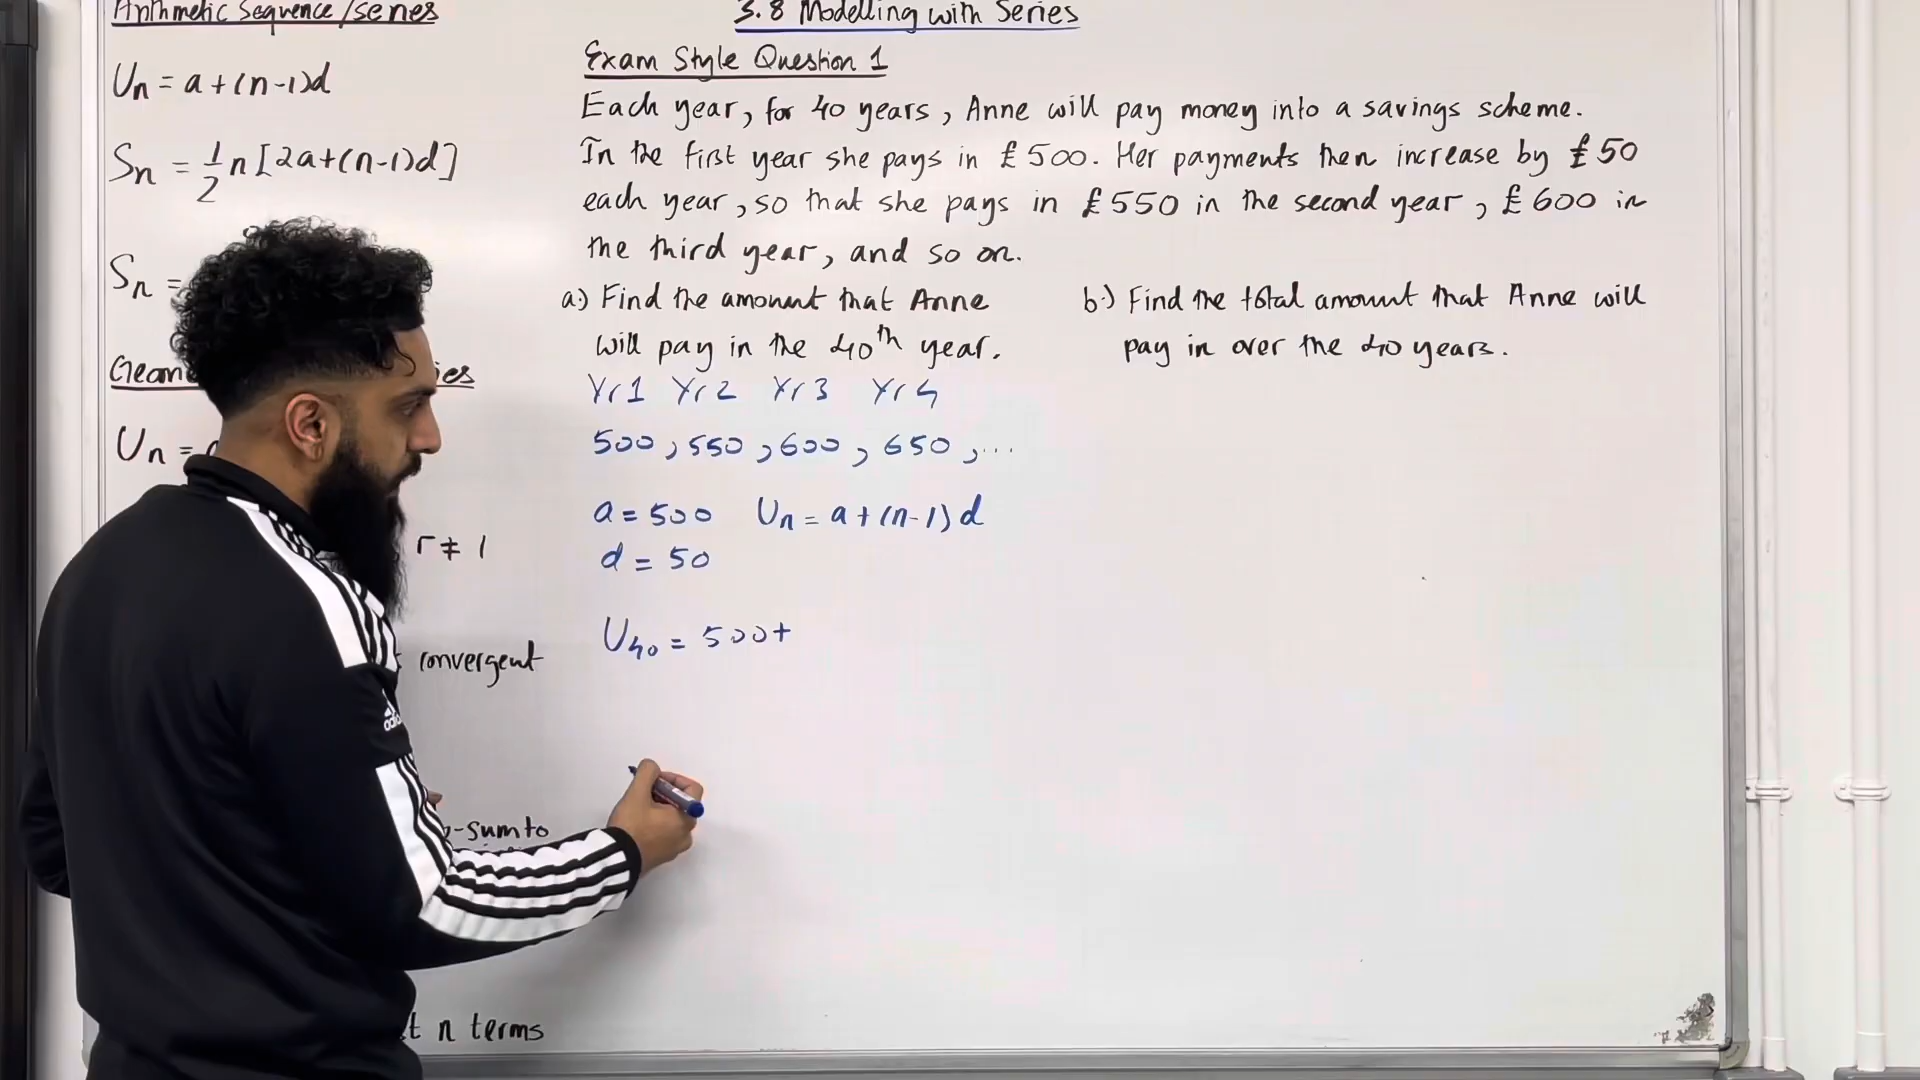 Arithmetic Sequence/series
Un = a + (n-1)d
Sn = 1/2 n [2a+(n-1)d]
Sn =
Un =
r ≠ 1
convergent
-sum to
n terms
3.8 Modelling with Series
Exam Style Question 1
Each year, for 40 years, Anne will pay money into a savings scheme.
In the first year she pays in £500. Her payments then increase by £50
each year, so that she pays in £550 in the second year, £600 in
the third year, and so on.
a.) Find the amount that Anne
will pay in the 40th year.
Yr1 Yr2 Yr3 Yr4
500, 550, 600, 650, ...
a = 500 Un = a + (n-1)d
d = 50
U40 = 500+
b.) Find the total amount that Anne will
pay in over the 40 years.
adidas